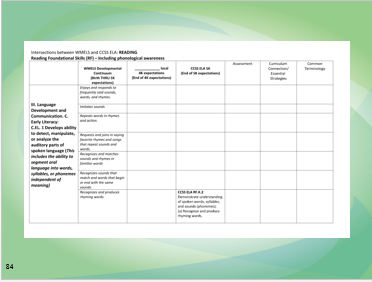 Intersections between WMELS and CCSS ELA: READING
Reading Foundational Skills (RF) – Including phonological awareness
WMELS Developmental
Continuum
(Birth THRU 5K
expectations)
local
4K expectations
(End of 4K expectations)
CCSS ELA 5K
(End of 5K expectations)
Assessment
Curriculum
Connection/
Essential
Strategies
Common
Terminology
III. Language
Development and
Communication. C.
Early Literacy:
C.EL. 1 Develops ability
to detect, manipulate,
or analyze the
auditory parts of
spoken language (This
includes the ability to
segment oral
language into words,
syllables, or phonemes
independent of
meaning)
Enjoys and responds to
frequently said sounds,
words, and rhymes.
Imitates sounds
Repeats words in rhymes
and action.
Requests and joins in saying
favorite rhymes and songs
that repeat sounds and
words.
Recognizes and matches
sounds and rhymes in
familiar words
Recognizes sounds that
match and words that begin
or end with the same
sounds.
Recognizes and produces
rhyming words.
CCSS ELA RF.K.2
Demonstrate understanding
of spoken words, syllables,
and sounds (phonemes).
(a) Recognize and produce
rhyming words.
84